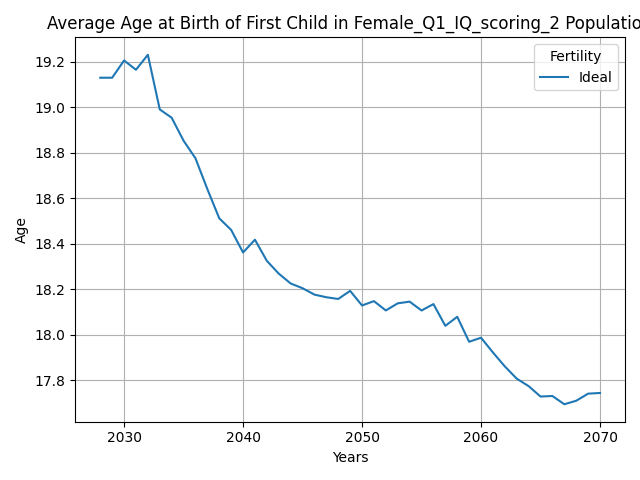 Average Age at Birth of First Child in Female_Q1_IQ_scoring_2 Populatio
Fertility
Ideal
19.2
19.0
18.8
18.6
18.4
18.2
18.0
17.8
Age
2030 2040 2050 2060 2070
Years